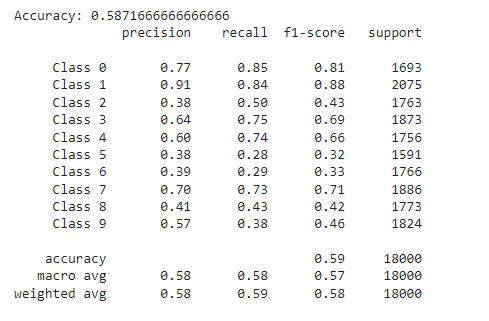 Accuracy: 0.5871666666666666
precision recall f1-score support
Class 0 0.77 0.85 0.81 1693
Class 1 0.91 0.84 0.88 2075
Class 2 0.38 0.50 0.43 1763
Class 3 0.64 0.75 0.69 1873
Class 4 0.60 0.74 0.66 1756
Class 5 0.38 0.28 0.32 1591
Class 6 0.39 0.29 0.33 1766
Class 7 0.70 0.73 0.71 1886
Class 8 0.41 0.43 0.42 1773
Class 9 0.57 0.38 0.46 1824
accuracy 0.59 18000
macro avg 0.58 0.58 0.57 18000
weighted avg 0.58 0.59 0.58 18000